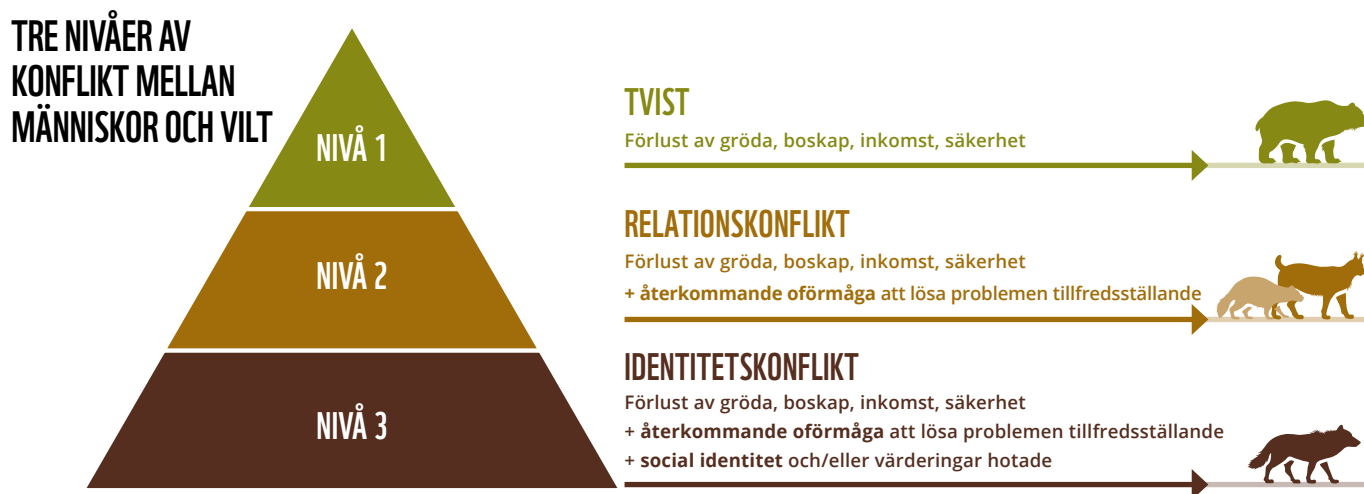 TRE NIVÅER AV
KONFLIKT MELLAN
MÄNNISKOR OCH VILT
NIVÅ 1
TVIST
Förlust av gröda, boskap, inkomst, säkerhet
NIVÅ 2
RELATIONSKONFLIKT
Förlust av gröda, boskap, inkomst, säkerhet
+ återkommande oförmåga att lösa problemen tillfredsställande
NIVÅ 3
IDENTITETSKONFLIKT
Förlust av gröda, boskap, inkomst, säkerhet
+ återkommande oförmåga att lösa problemen tillfredsställande
+ social identitet och/eller värderingar hotade